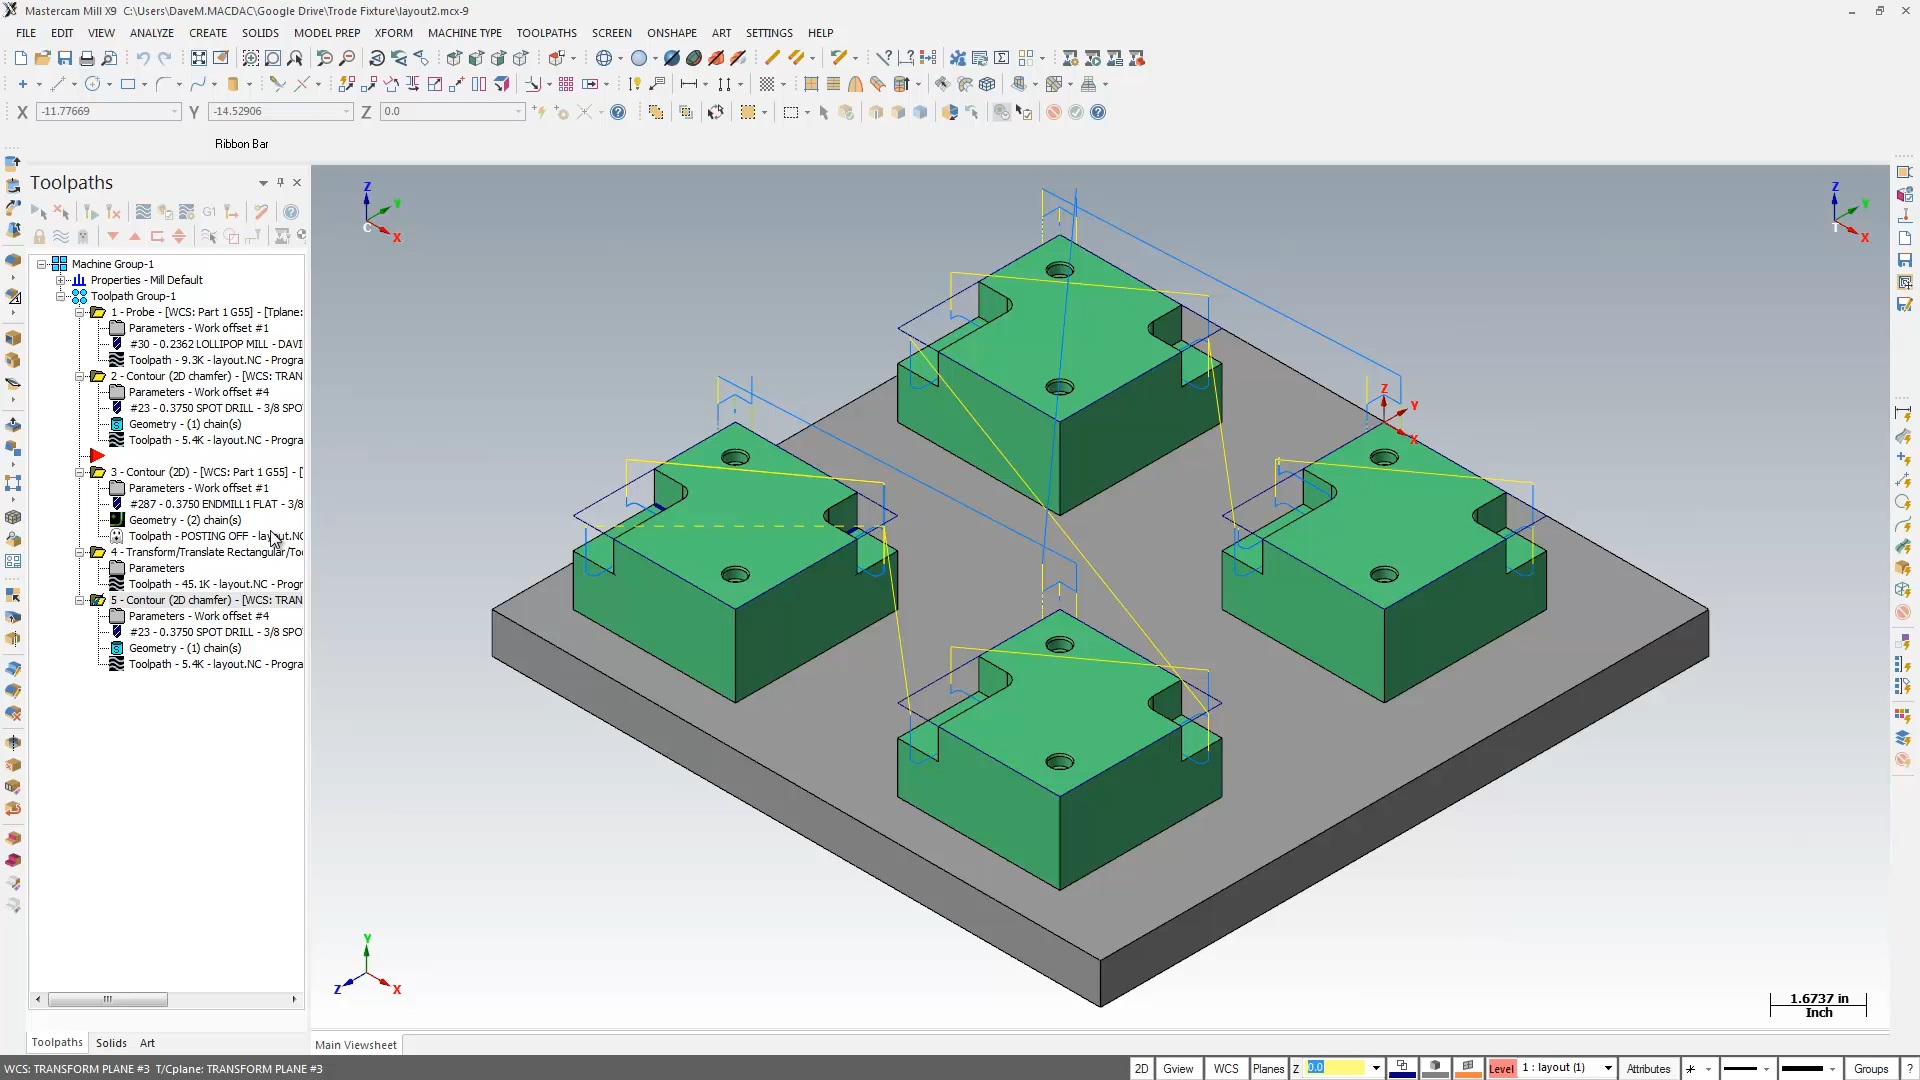 Mastercam Mill X9 C:\Users\DaveM.MACDAC\Google Drive\Trode Fixture\layout2.mcx-9
FILE EDIT VIEW ANALYZE CREATE SOLIDS MODEL PREP XFORM MACHINE TYPE TOOLPATHS SCREEN ONSHAPE ART SETTINGS HELP
X -11.77669 Y -14.52906 Z 0.0
Ribbon Bar
Toolpaths
G1
Machine Group-1
Properties - Mill Default
Toolpath Group-1
1 - Probe - [WCS: Part 1 G55] - [Tplane:
Parameters - Work offset #1
#30 - 0.2362 LOLLIPOP MILL - DAVI
Toolpath - 9.3K - layout.NC - Progra
2 - Contour (2D chamfer) - [WCS: TRAN
Parameters - Work offset #4
#23 - 0.3750 SPOT DRILL - 3/8 SPO
Geometry - (1) chain(s)
Toolpath - 5.4K - layout.NC - Progra
3 - Contour (2D) - [WCS: Part 1 G55] - [
Parameters - Work offset #1
#287 - 0.3750 ENDMILL1 FLAT - 3/8
Geometry - (2) chain(s)
Toolpath - POSTING OFF - layout.NC
4 - Transform/Translate Rectangular/Too
Parameters
Toolpath - 45.1K - layout.NC - Progr
5 - Contour (2D chamfer) - [WCS: TRAN
Parameters - Work offset #4
#23 - 0.3750 SPOT DRILL - 3/8 SPO
Geometry - (1) chain(s)
Toolpath - 5.4K - layout.NC - Progra
Z Y X C
Z Y X T
Z Y X
Y Z X
1.6737 in
Inch
Toolpaths Solids Art
Main Viewsheet
WCS: TRANSFORM PLANE #3 T/Cplane: TRANSFORM PLANE #3
2D Gview WCS Planes Z 0.0 Level 1 : layout (1) Attributes Groups ?